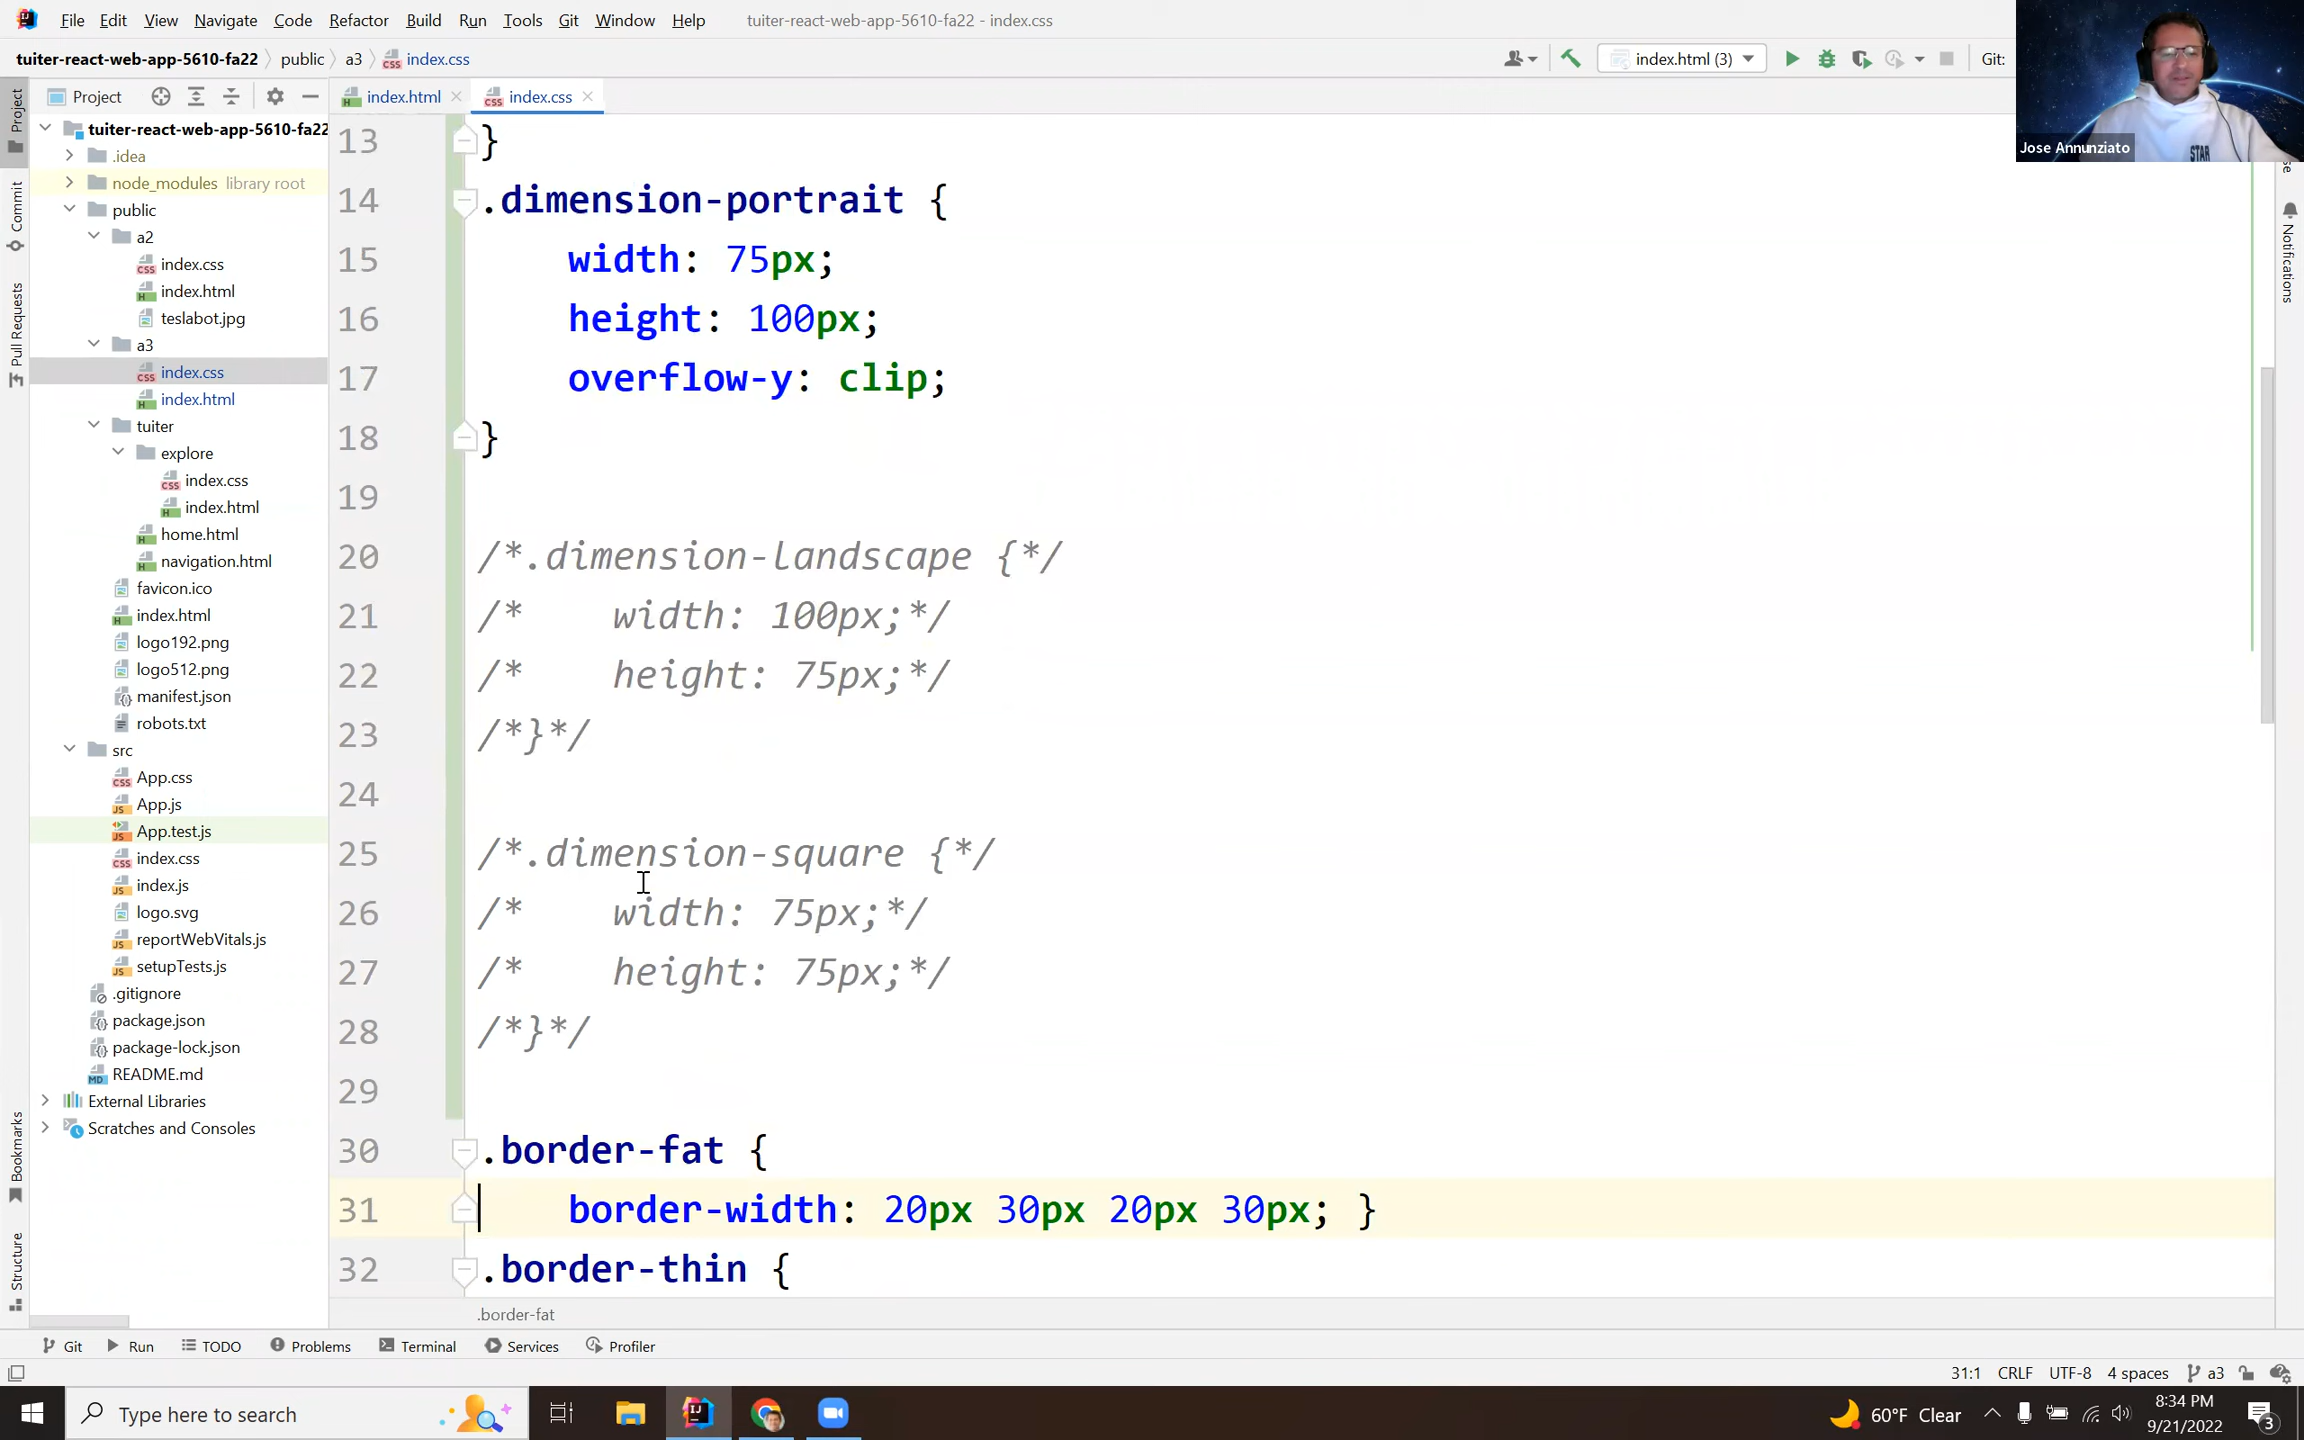 File Edit View Navigate Code Refactor Build Run Tools Git Window Help tuiter-react-web-app-5610-fa22 - index.css
tuiter-react-web-app-5610-fa22 public a3 index.css index.html (3) Git:
Jose Annunziato
STAR
Project
index.html
index.css
Project
Commit
Pull Requests
Bookmarks
Structure
Notifications
tuiter-react-web-app-5610-fa22
.idea
node_modules library root
public
a2
index.css
index.html
teslabot.jpg
a3
index.css
index.html
tuiter
explore
index.css
index.html
home.html
navigation.html
favicon.ico
index.html
logo192.png
logo512.png
manifest.json
robots.txt
src
App.css
App.js
App.test.js
index.css
index.js
logo.svg
reportWebVitals.js
setupTests.js
.gitignore
package.json
package-lock.json
README.md
External Libraries
Scratches and Consoles
13 }
14 .dimension-portrait {
15 width: 75px;
16 height: 100px;
17 overflow-y: clip;
18 }
19
20 /*.dimension-landscape {*/
21 /* width: 100px;*/
22 /* height: 75px;*/
23 /*}*/
24
25 /*.dimension-square {*/
26 /* width: 75px;*/
27 /* height: 75px;*/
28 /*}*/
29
30 .border-fat {
31 border-width: 20px 30px 20px 30px; }
32 .border-thin {
.border-fat
Git Run TODO Problems Terminal Services Profiler
31:1 CRLF UTF-8 4 spaces a3
Type here to search
60°F Clear
8:34 PM
9/21/2022
3